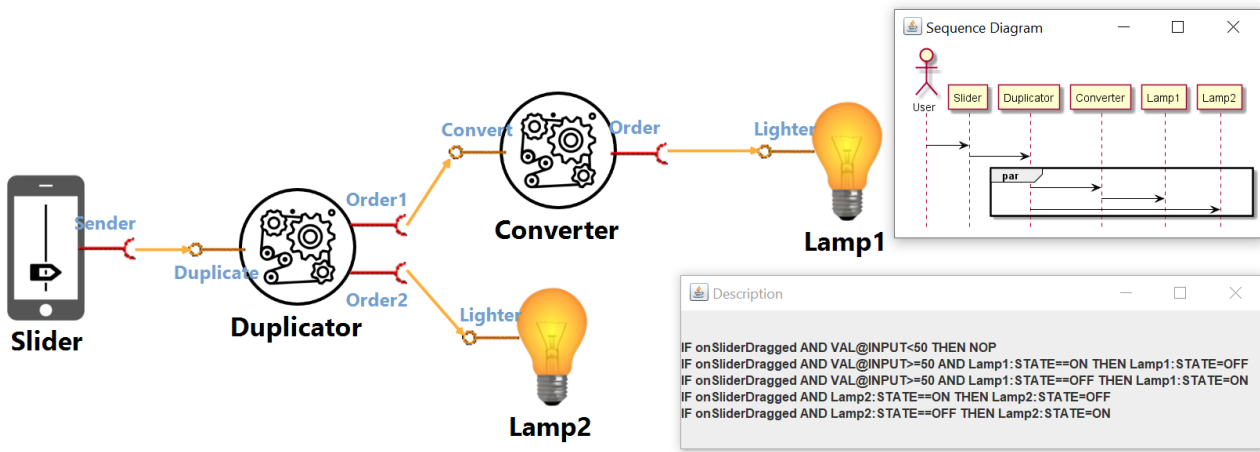 Sender
Slider
Duplicate
Duplicator
Order1
Order2
Convert
Converter
Order
Lighter
Lamp1
Lighter
Lamp2
Sequence Diagram
User
Slider
Duplicator
Converter
Lamp1
Lamp2
par
Description
IF onSliderDragged AND VAL@INPUT<50 THEN NOP
IF onSliderDragged AND VAL@INPUT>=50 AND Lamp1:STATE==ON THEN Lamp1:STATE=OFF
IF onSliderDragged AND VAL@INPUT>=50 AND Lamp1:STATE==OFF THEN Lamp1:STATE=ON
IF onSliderDragged AND Lamp2:STATE==ON THEN Lamp2:STATE=OFF
IF onSliderDragged AND Lamp2:STATE==OFF THEN Lamp2:STATE=ON